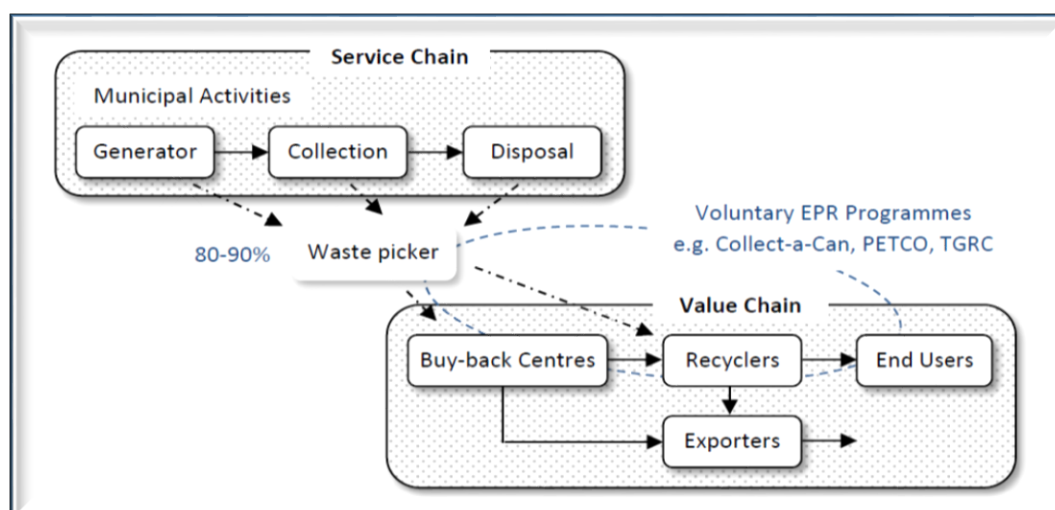 Service Chain
Municipal Activities
Generator
Collection
Disposal
80-90%
Waste picker
Voluntary EPR Programmes
e.g. Collect-a-Can, PETCO, TGRC
Value Chain
Buy-back Centres
Recyclers
End Users
Exporters